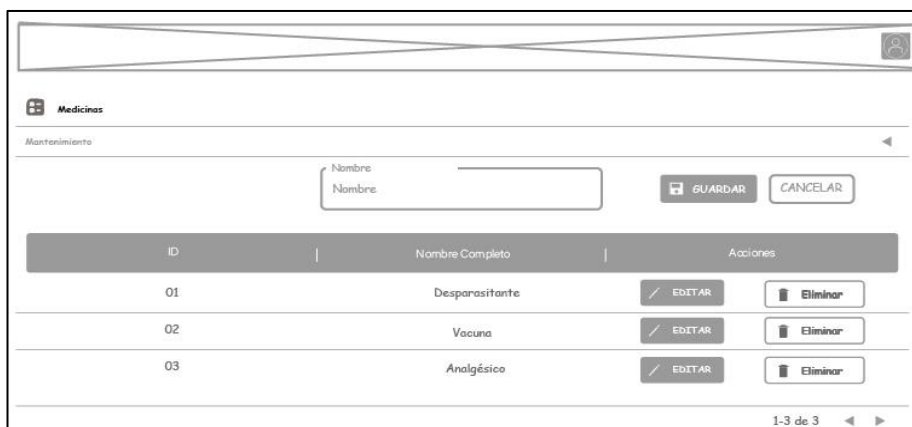 Medicinas
Mantenimiento
Nombre
Nombre
GUARDAR CANCELAR
ID | Nombre Completo | Acciones
01 Desparasitante EDITAR Eliminar
02 Vacuna EDITAR Eliminar
03 Analgésico EDITAR Eliminar
1-3 de 3